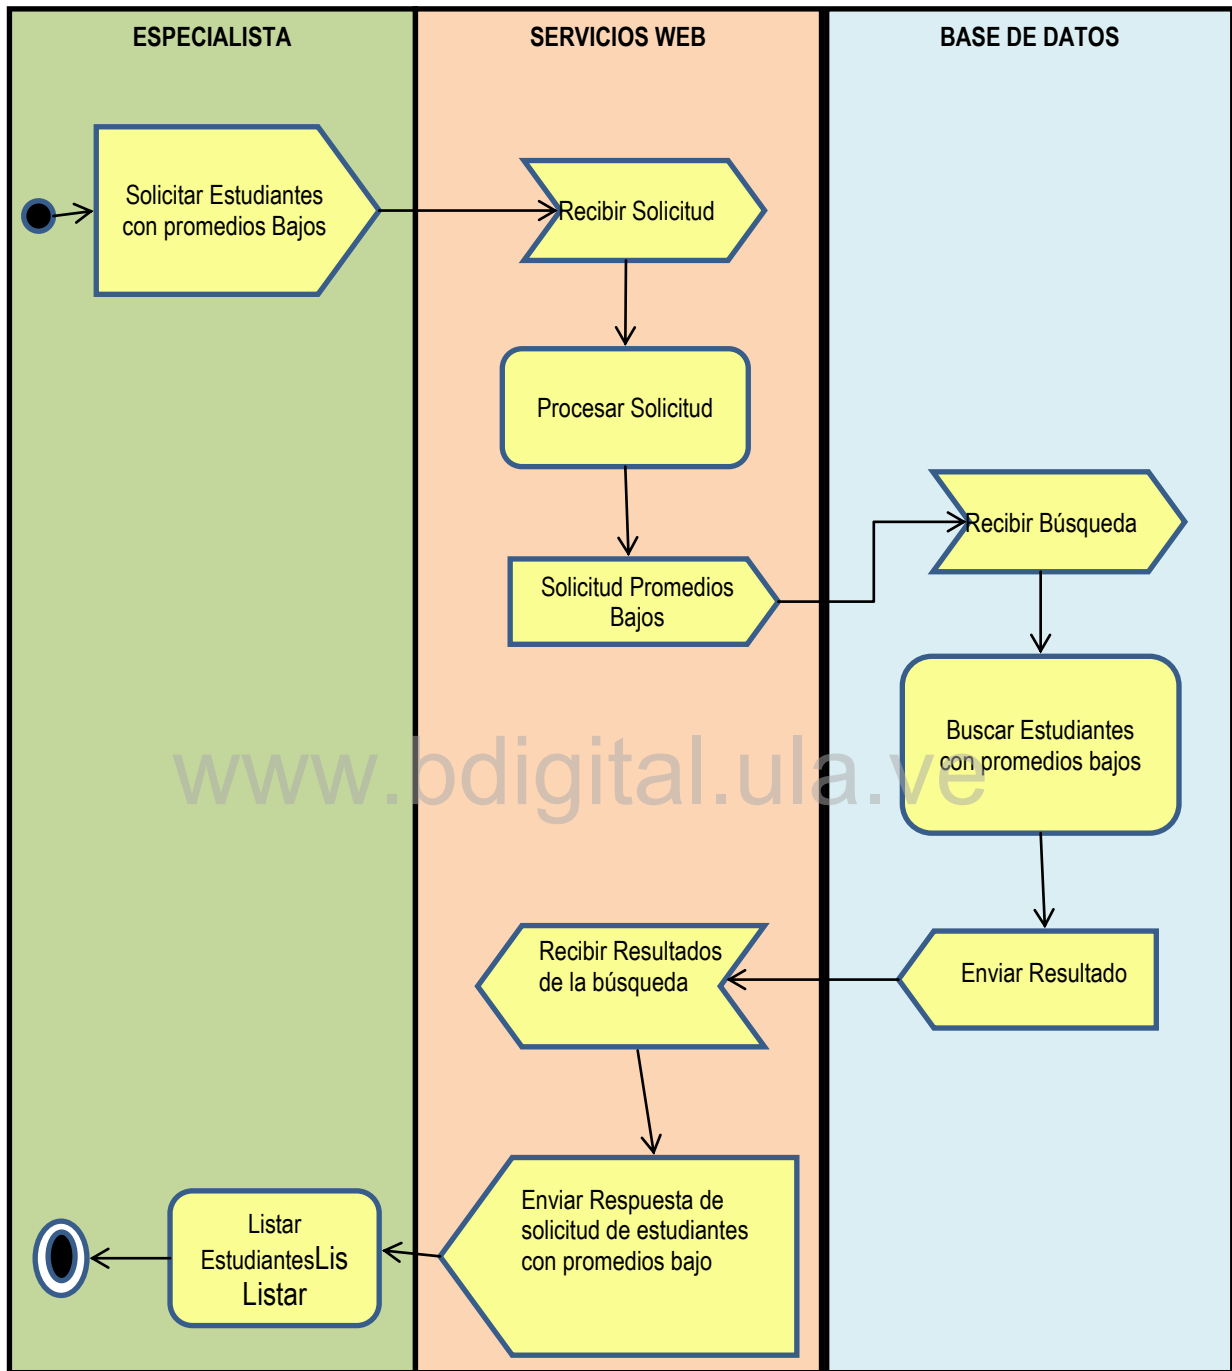 ESPECIALISTA
SERVICIOS WEB
BASE DE DATOS
Solicitar Estudiantes
con promedios Bajos
Recibir Solicitud
Procesar Solicitud
Recibir Búsqueda
Solicitud Promedios
Bajos
Buscar Estudiantes
con promedios bajos
www.bdigital.ula.ve
Recibir Resultados
de la búsqueda
Enviar Resultado
Enviar Respuesta de
solicitud de estudiantes
con promedios bajo
Listar
EstudiantesLis
Listar